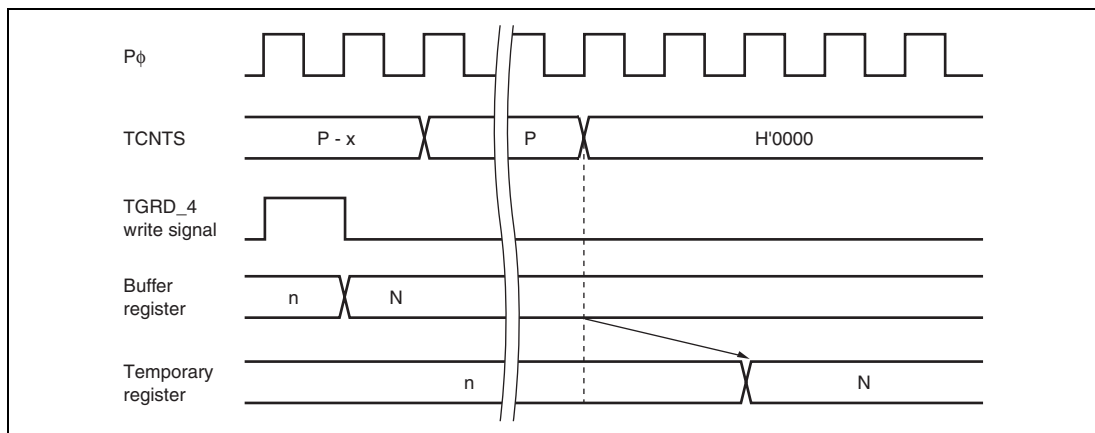 Pϕ
TCNTS
P - x
P
H'0000
TGRD_4
write signal
Buffer
register
n
N
Temporary
register
n
N